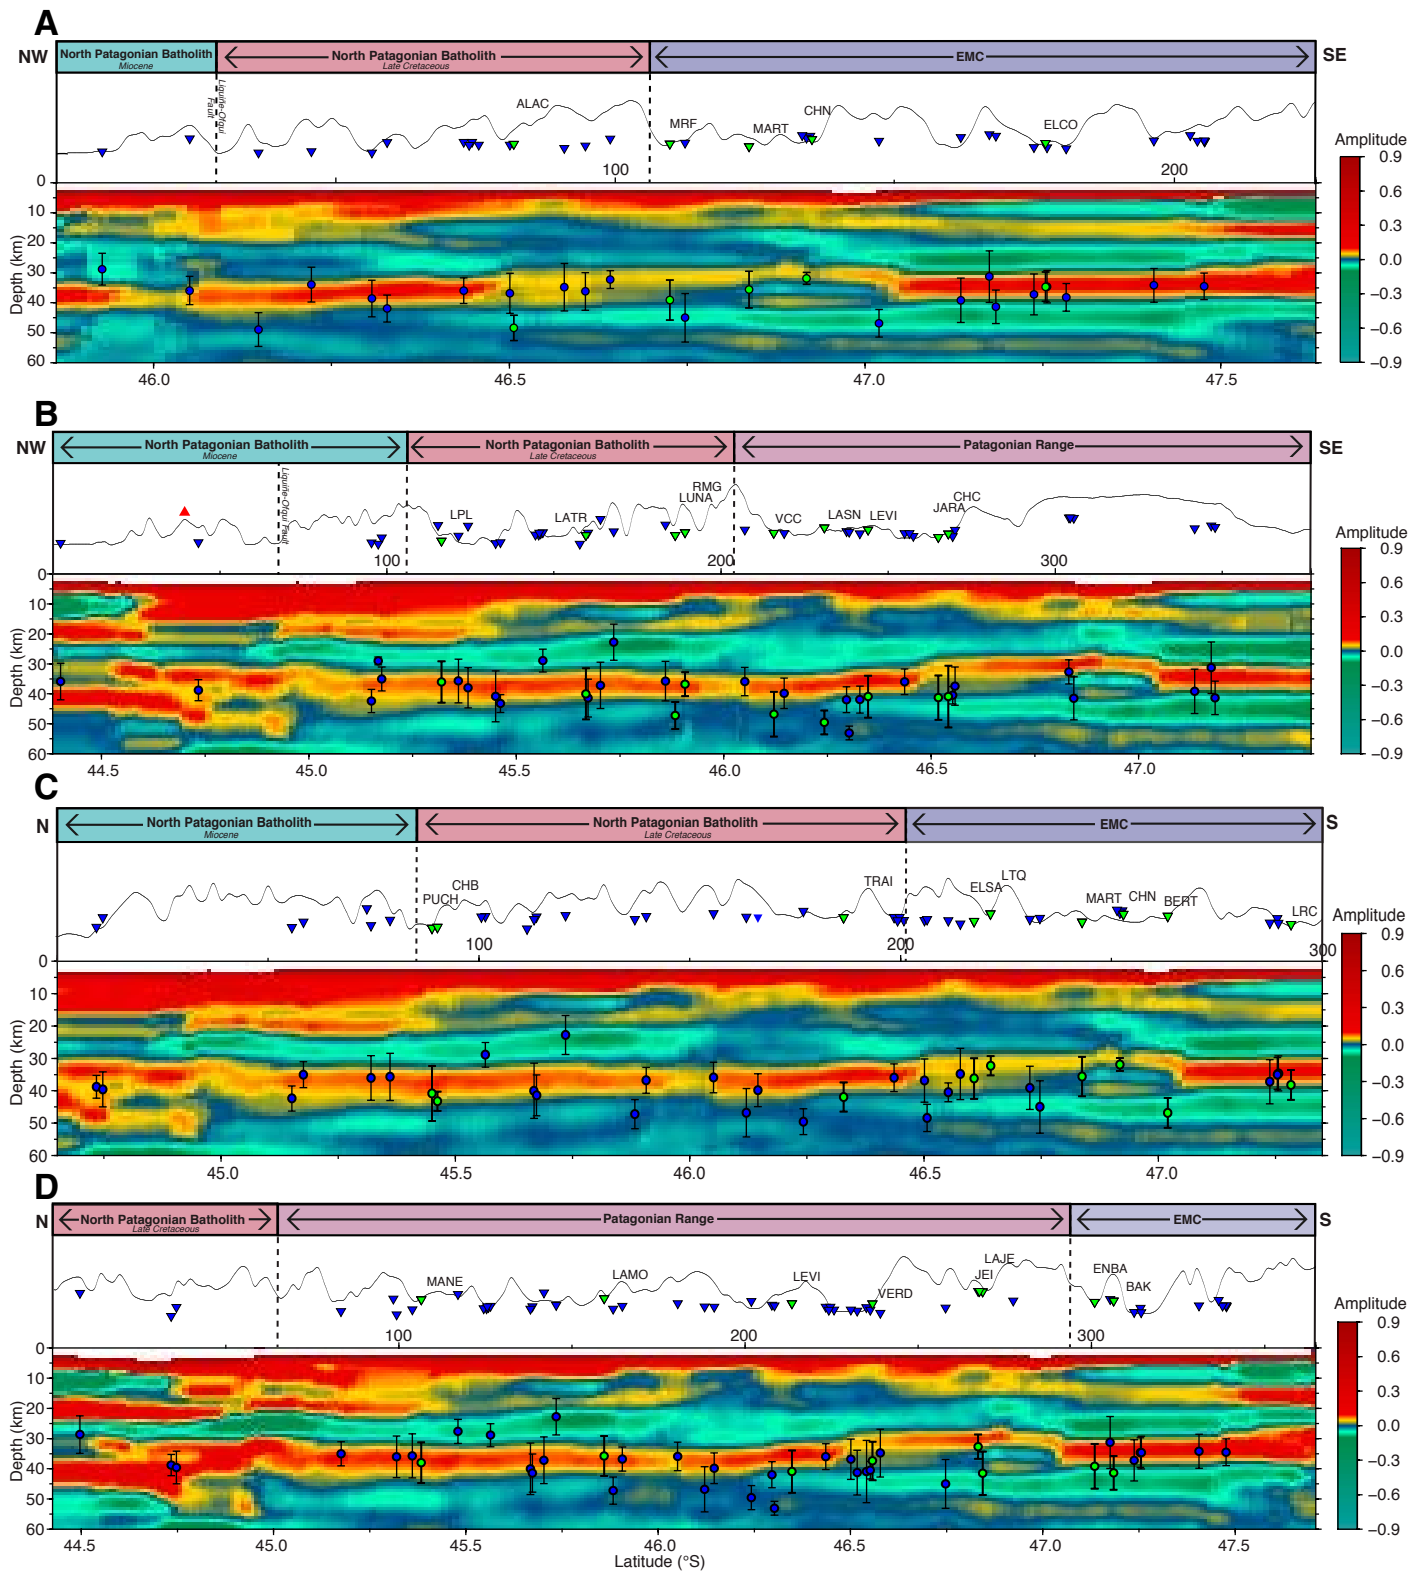 A
NW
North Patagonian Batholith
Miocene
North Patagonian Batholith
Late Cretaceous
EMC
SE
Liquiñe-Ofqui
Fault
ALAC
MRF
MART
CHN
ELCO
100
200
0
10
20
30
40
50
60
Depth (km)
46.0
46.5
47.0
47.5
Amplitude
0.9
0.6
0.3
0.0
−0.3
−0.6
−0.9
B
NW
North Patagonian Batholith
Miocene
North Patagonian Batholith
Late Cretaceous
Patagonian Range
SE
Liquiñe-Ofqui Fault
LPL
LATR
RMG
LUNA
VCC
LASN
LEVI
CHC
JARA
100
200
300
0
10
20
30
40
50
60
Depth (km)
44.5
45.0
45.5
46.0
46.5
47.0
Amplitude
0.9
0.6
0.3
0.0
−0.3
−0.6
−0.9
C
N
North Patagonian Batholith
Miocene
North Patagonian Batholith
Late Cretaceous
EMC
S
PUCH
CHB
TRAI
ELSA
LTQ
MART
CHN
BERT
LRC
100
200
300
0
10
20
30
40
50
60
Depth (km)
45.0
45.5
46.0
46.5
47.0
Amplitude
0.9
0.6
0.3
0.0
−0.3
−0.6
−0.9
D
N
North Patagonian Batholith
Late Cretaceous
Patagonian Range
EMC
S
MANE
LAMO
LEVI
VERD
LAJE
JEI
ENBA
BAK
100
200
300
0
10
20
30
40
50
60
Depth (km)
44.5
45.0
45.5
46.0
46.5
47.0
47.5
Latitude (°S)
Amplitude
0.9
0.6
0.3
0.0
−0.3
−0.6
−0.9